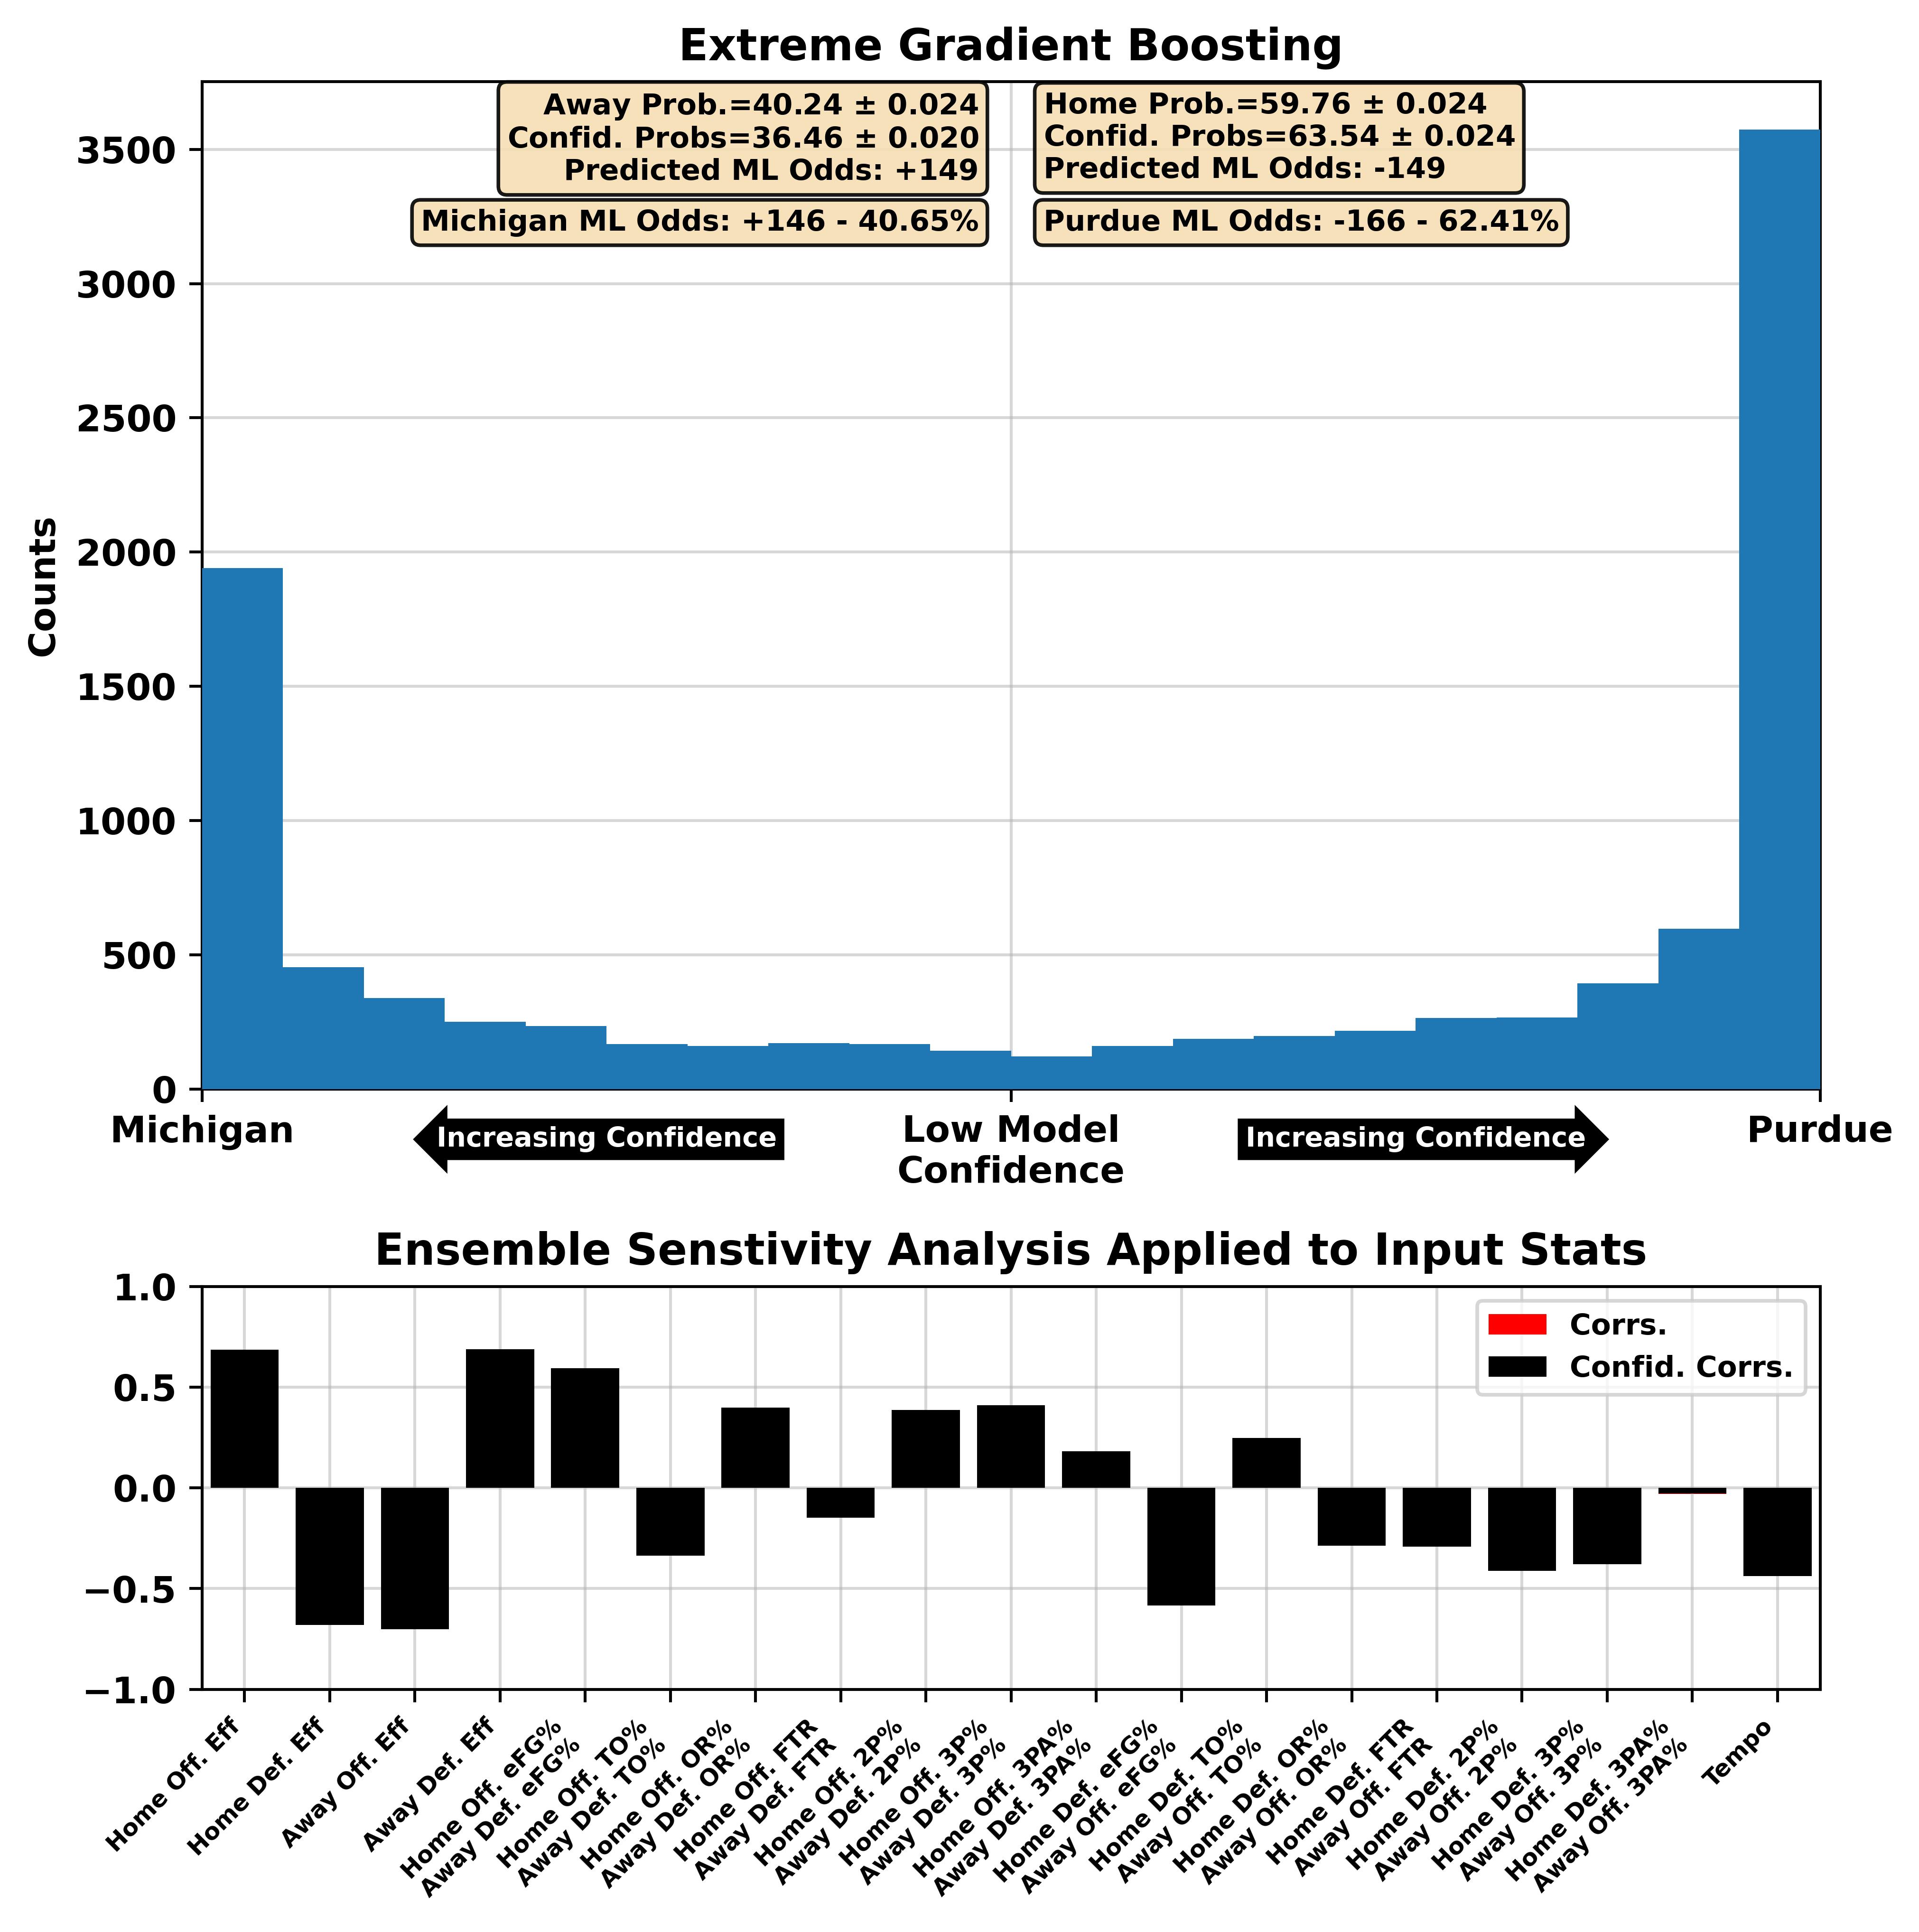 Extreme Gradient Boosting
Away Prob.=40.24 ± 0.024
Confid. Probs=36.46 ± 0.020
Predicted ML Odds: +149
Home Prob.=59.76 ± 0.024
Confid. Probs=63.54 ± 0.024
Predicted ML Odds: -149
Michigan ML Odds: +146 - 40.65%
Purdue ML Odds: -166 - 62.41%
Counts
3500
3000
2500
2000
1500
1000
500
0
Michigan
Increasing Confidence
Low Model
Confidence
Increasing Confidence
Purdue
Ensemble Senstivity Analysis Applied to Input Stats
1.0
0.5
0.0
−0.5
−1.0
Corrs.
Confid. Corrs.
Home Off. Eff
Home Def. Eff
Away Off. Eff
Away Def. Eff
Home Off. eFG%
Away Def. eFG%
Home Off. TO%
Away Def. TO%
Home Off. OR%
Away Def. OR%
Home Off. FTR
Away Def. FTR
Home Off. 2P%
Away Def. 2P%
Home Off. 3P%
Away Def. 3P%
Home Off. 3PA%
Away Def. 3PA%
Home Def. eFG%
Away Off. eFG%
Home Def. TO%
Away Off. TO%
Home Def. OR%
Away Off. OR%
Home Def. FTR
Away Off. FTR
Home Def. 2P%
Away Off. 2P%
Home Def. 3P%
Away Off. 3P%
Home Def. 3PA%
Away Off. 3PA%
Tempo